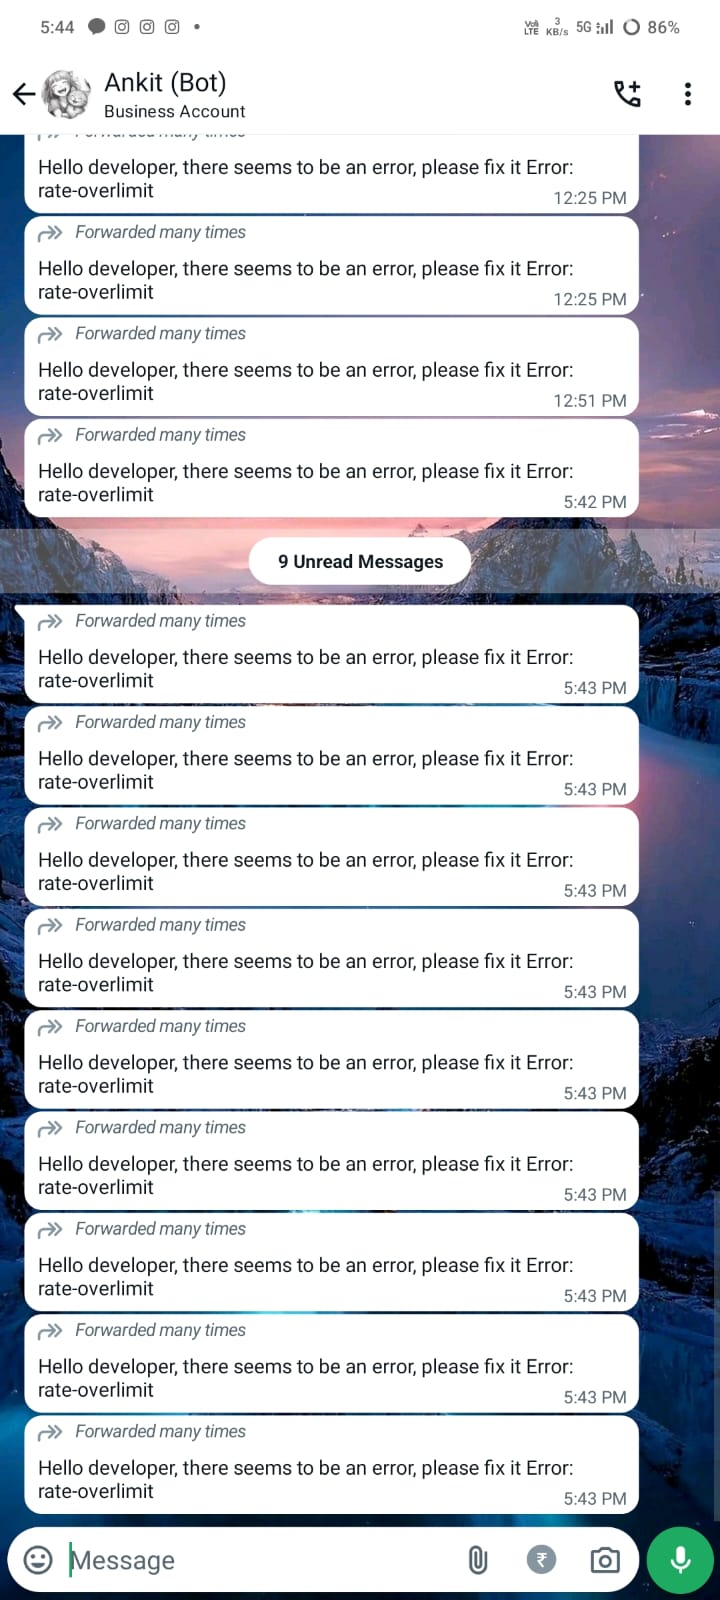 5:44
VoL LTE 3 KB/s 5G 86%
Ankit (Bot)
Business Account
Forwarded many times
Hello developer, there seems to be an error, please fix it Error:
rate-overlimit
12:25 PM
Forwarded many times
Hello developer, there seems to be an error, please fix it Error:
rate-overlimit
12:25 PM
Forwarded many times
Hello developer, there seems to be an error, please fix it Error:
rate-overlimit
12:51 PM
Forwarded many times
Hello developer, there seems to be an error, please fix it Error:
rate-overlimit
5:42 PM
9 Unread Messages
Forwarded many times
Hello developer, there seems to be an error, please fix it Error:
rate-overlimit
5:43 PM
Forwarded many times
Hello developer, there seems to be an error, please fix it Error:
rate-overlimit
5:43 PM
Forwarded many times
Hello developer, there seems to be an error, please fix it Error:
rate-overlimit
5:43 PM
Forwarded many times
Hello developer, there seems to be an error, please fix it Error:
rate-overlimit
5:43 PM
Forwarded many times
Hello developer, there seems to be an error, please fix it Error:
rate-overlimit
5:43 PM
Forwarded many times
Hello developer, there seems to be an error, please fix it Error:
rate-overlimit
5:43 PM
Forwarded many times
Hello developer, there seems to be an error, please fix it Error:
rate-overlimit
5:43 PM
Forwarded many times
Hello developer, there seems to be an error, please fix it Error:
rate-overlimit
5:43 PM
Forwarded many times
Hello developer, there seems to be an error, please fix it Error:
rate-overlimit
5:43 PM
Message ₹